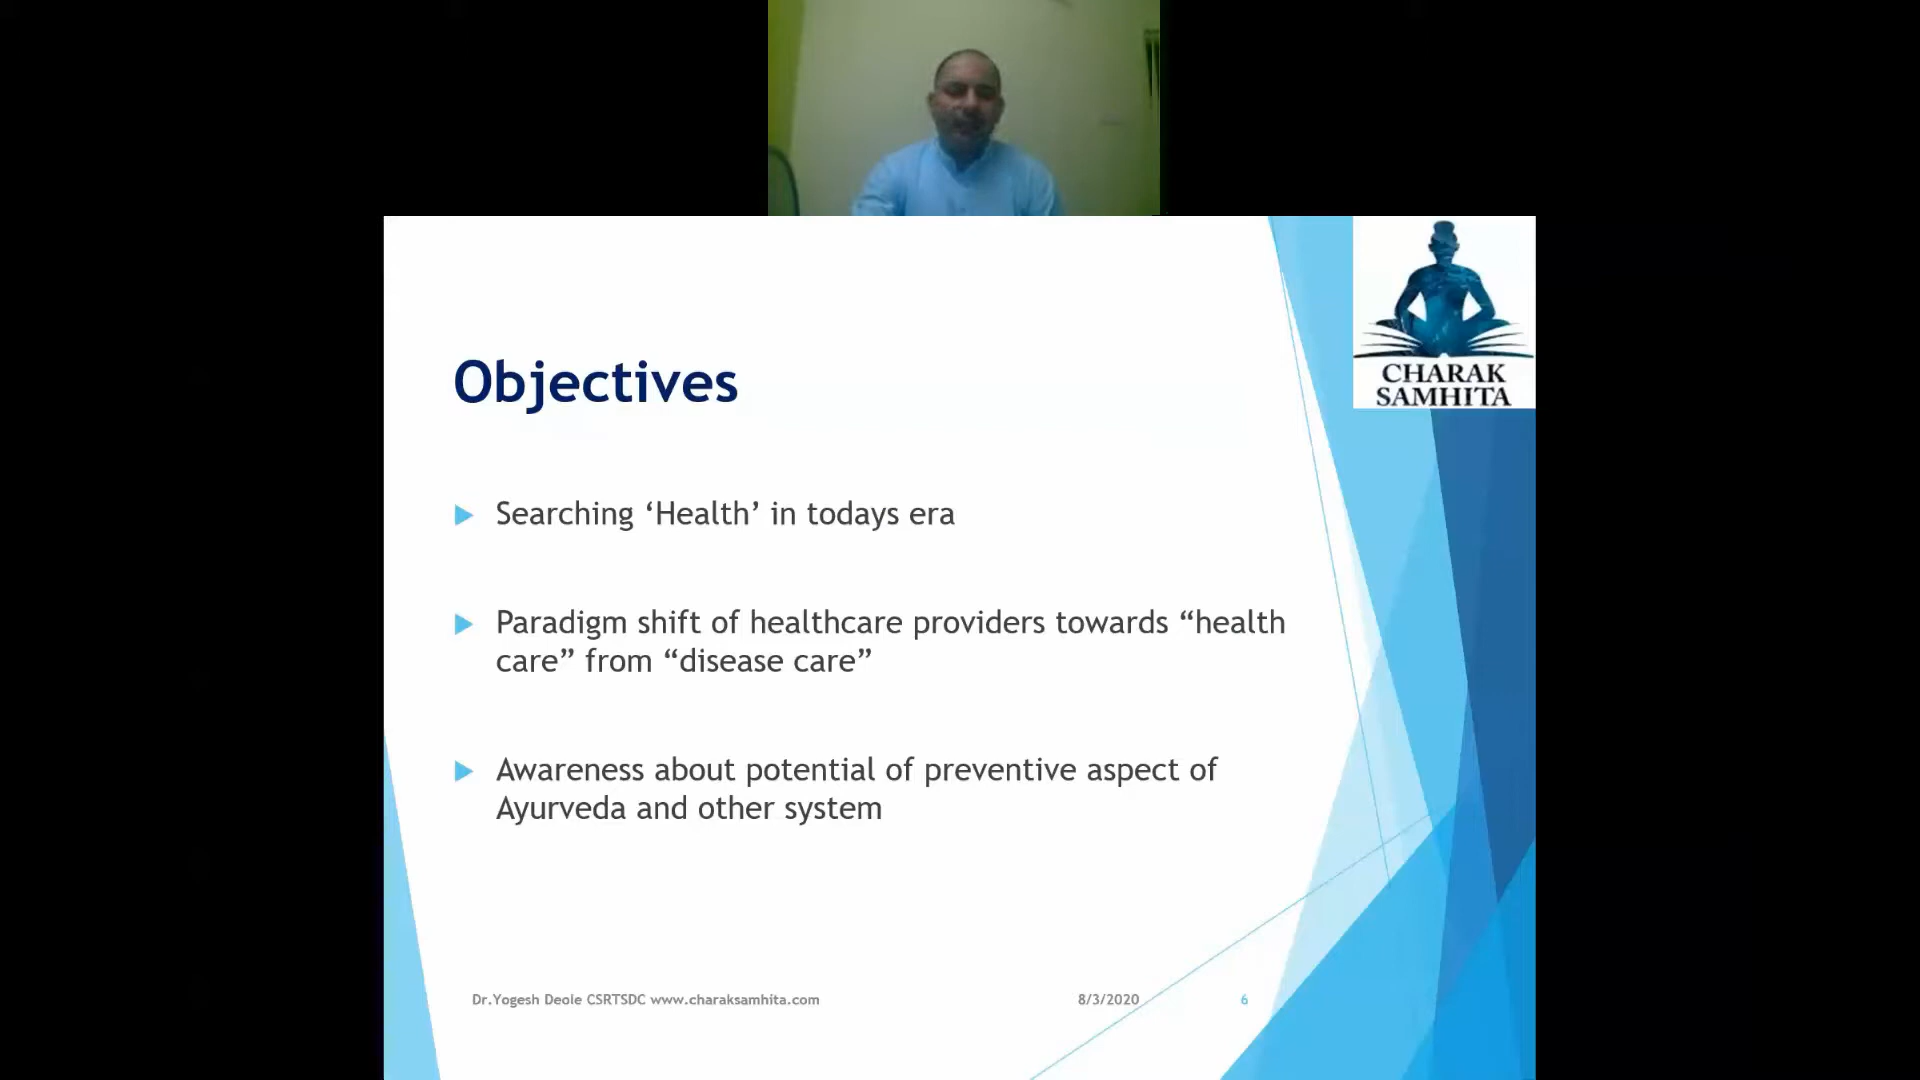 CHARAK
SAMHITA
Objectives
Searching ‘Health’ in todays era
Paradigm shift of healthcare providers towards “health
care” from “disease care”
Awareness about potential of preventive aspect of
Ayurveda and other system
Dr.Yogesh Deole CSRTSDC www.charaksamhita.com
8/3/2020
6